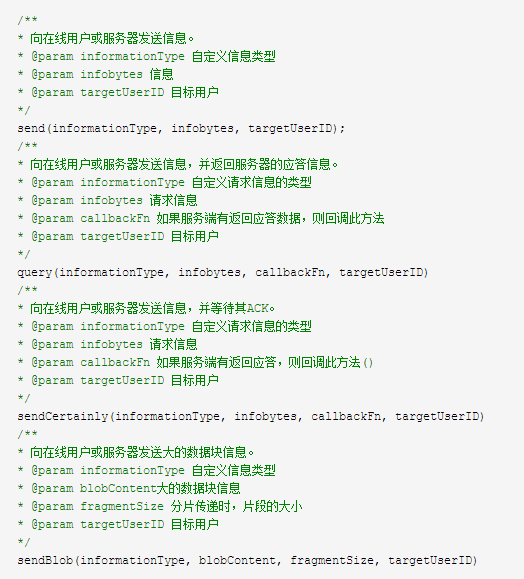 /**
* 向在线用户或服务器发送信息。
* @param informationType 自定义信息类型
* @param infobytes 信息
* @param targetUserID 目标用户
*/
send(informationType, infobytes, targetUserID);
/**
* 向在线用户或服务器发送信息，并返回服务器的应答信息。
* @param informationType 自定义请求信息的类型
* @param infobytes 请求信息
* @param callbackFn 如果服务端有返回应答数据，则回调此方法
* @param targetUserID 目标用户
*/
query(informationType, infobytes, callbackFn, targetUserID)
/**
* 向在线用户或服务器发送信息，并等待其ACK。
* @param informationType 自定义请求信息的类型
* @param infobytes 请求信息
* @param callbackFn 如果服务端有返回应答，则回调此方法()
* @param targetUserID 目标用户
*/
sendCertainly(informationType, infobytes, callbackFn, targetUserID)
/**
* 向在线用户或服务器发送大的数据块信息。
* @param informationType 自定义信息类型
* @param blobContent大的数据块信息
* @param fragmentSize 分片传递时，片段的大小
* @param targetUserID 目标用户
*/
sendBlob(informationType, blobContent, fragmentSize, targetUserID)